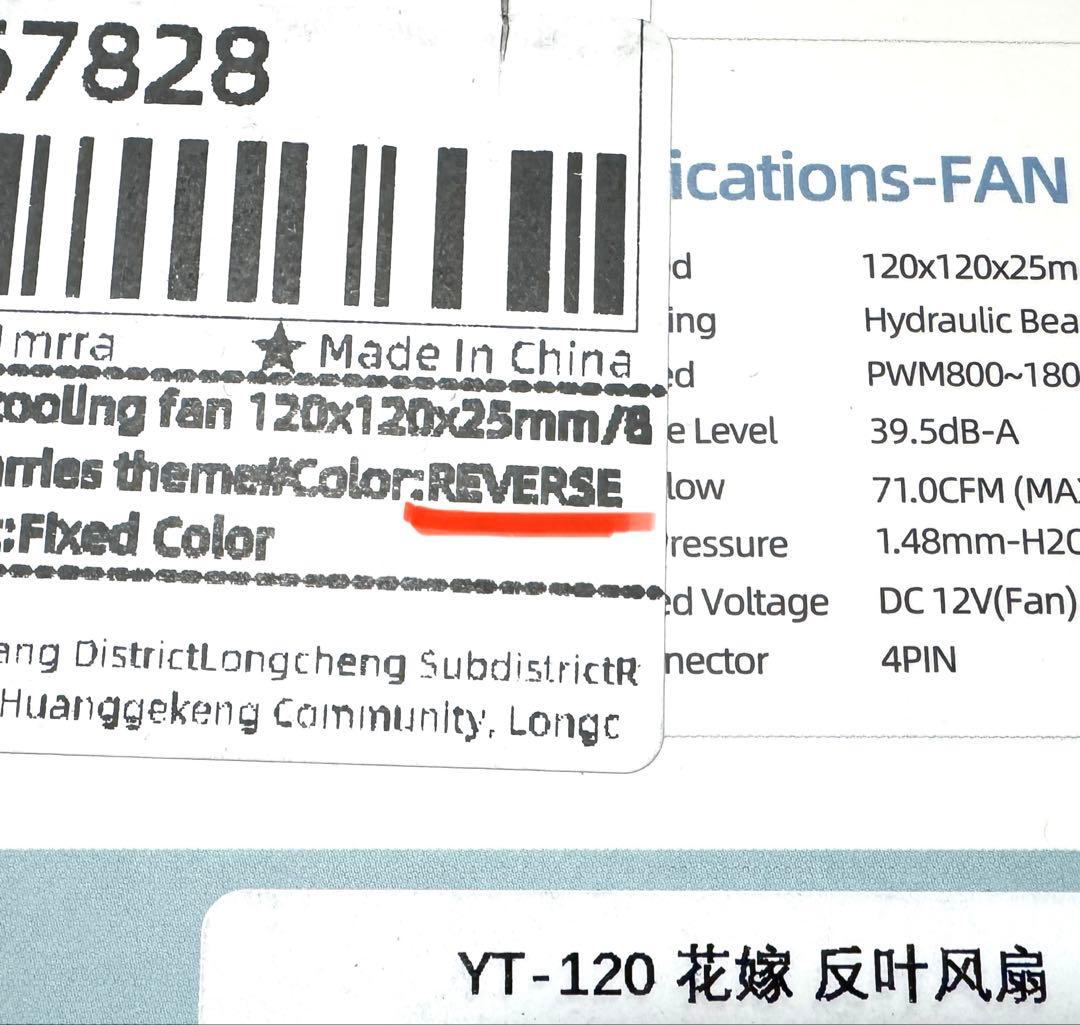 57828
mrra ★ Made In China
cooling fan 120x120x25mm/8
arries theme#Color:REVERSE
:Fixed Color
ang DistrictLongcheng SubdistrictR
Huanggekeng Community, Longc
ications-FAN
d 120x120x25m
ing Hydraulic Bea
ed PWM800~180
e Level 39.5dB-A
low 71.0CFM (MAX
ressure 1.48mm-H2O
ed Voltage DC 12V(Fan)
nector 4PIN
YT-120 花嫁 反叶风扇